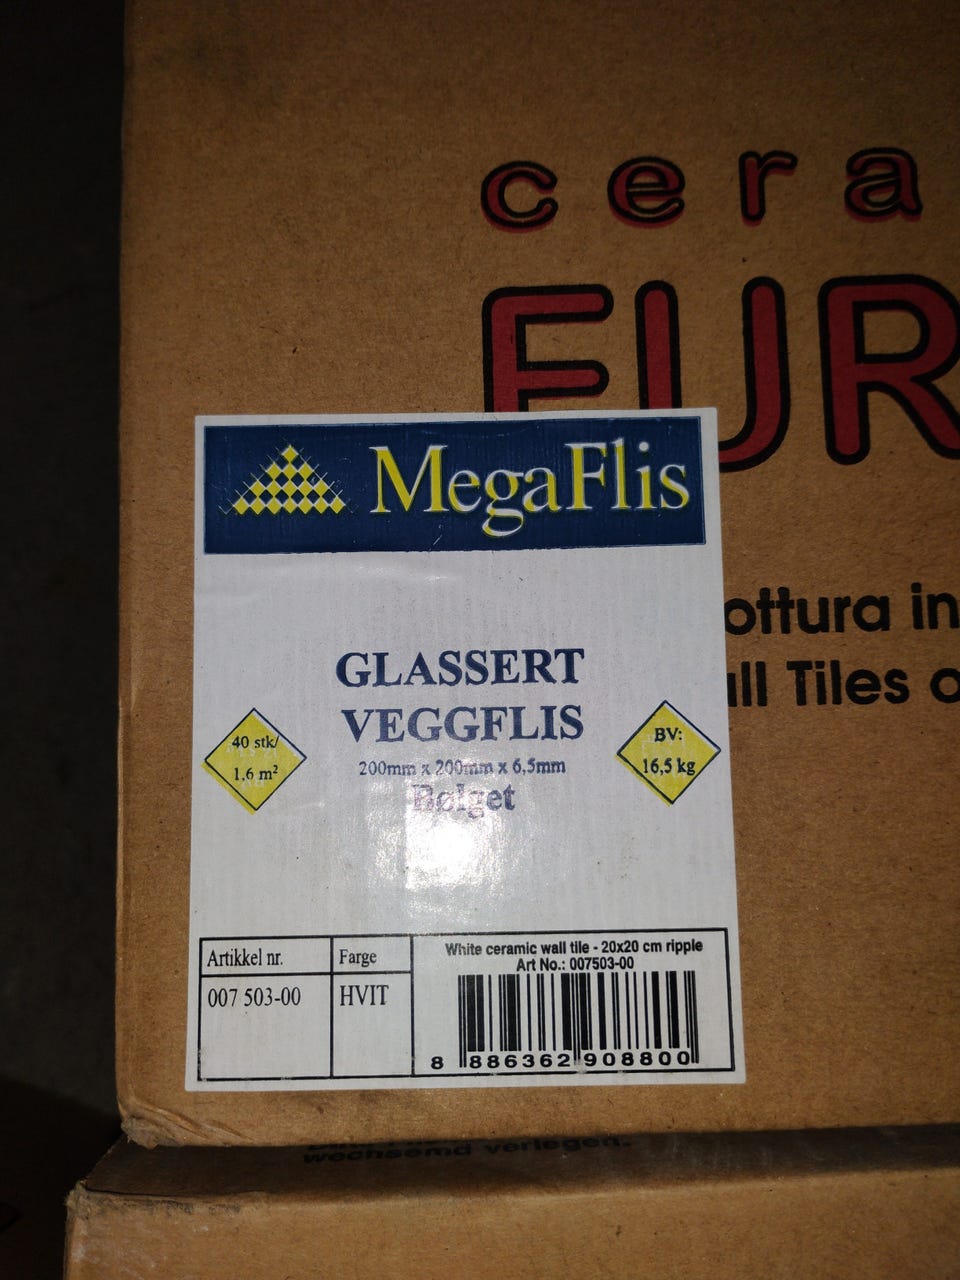 cera
EUR
MegaFlis
ottura in
all Tiles o
GLASSERT
VEGGFLIS
200mm x 200mm x 6,5mm
Bølget
40 stk/
1,6 m²
BV:
16,5 kg
Artikkel nr.
Farge
007 503-00
HVIT
White ceramic wall tile - 20x20 cm ripple
Art No.: 007503-00
8 886362 908800
wechsemd verlegen.